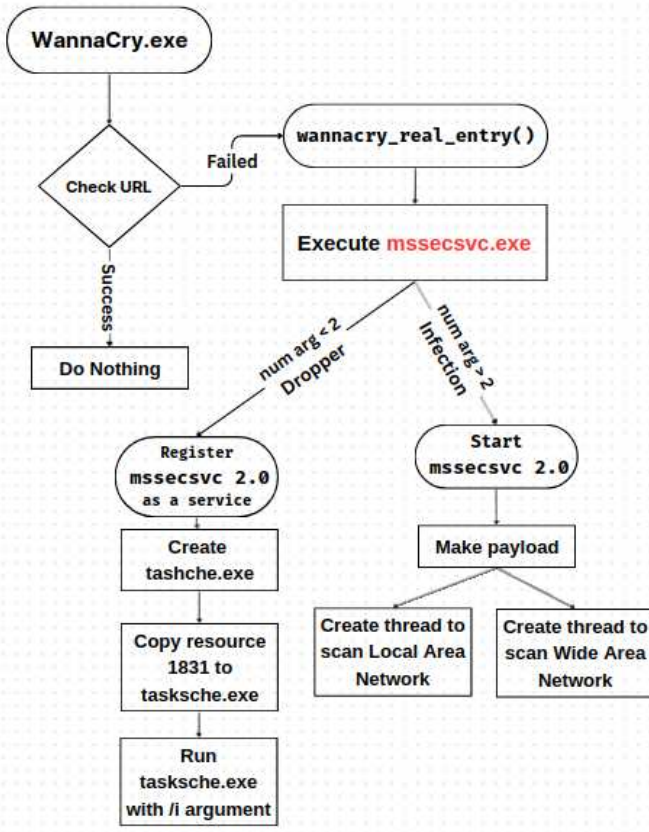 WannaCry.exe
Check URL
Failed
wannacry_real_entry()
Execute mssecsvc.exe
Success
Do Nothing
num arg < 2
Dropper
num arg > 2
Infection
Register
mssecsvc 2.0
as a service
Create
tashche.exe
Copy resource
1831 to
tasksche.exe
Run
tasksche.exe
with /i argument
Start
mssecsvc 2.0
Make payload
Create thread to
scan Local Area
Network
Create thread to
scan Wide Area
Network